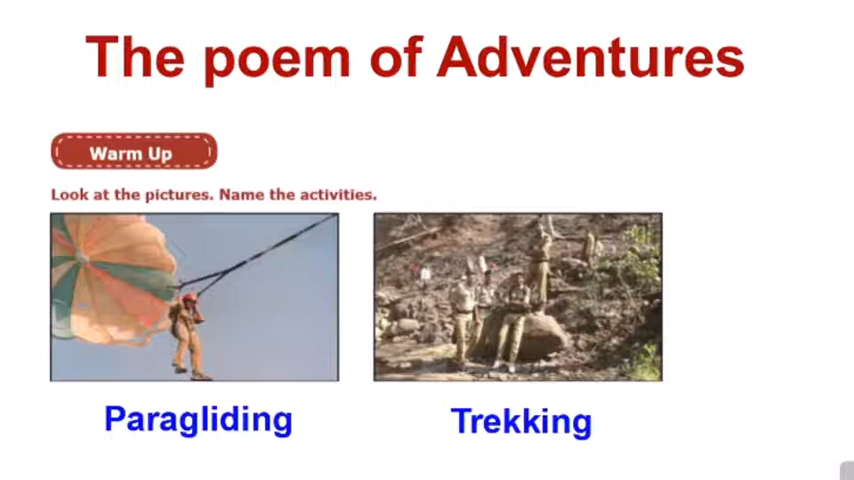 The poem of Adventures
Warm Up
Look at the pictures. Name the activities.
Paragliding
Trekking